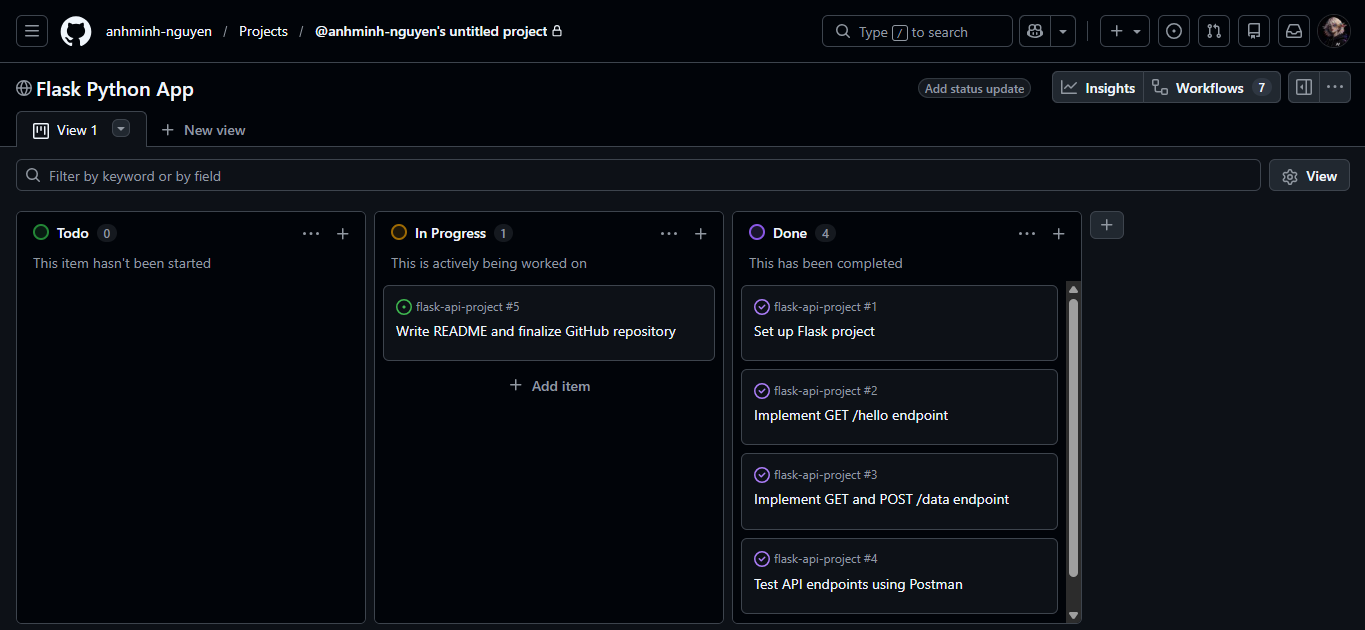 anhminh-nguyen / Projects / @anhminh-nguyen's untitled project
Type / to search
Flask Python App
Add status update
Insights
Workflows 7
View 1
New view
Filter by keyword or by field
View
Todo 0
This item hasn't been started
In Progress 1
This is actively being worked on
flask-api-project #5
Write README and finalize GitHub repository
Add item
Done 4
This has been completed
flask-api-project #1
Set up Flask project
flask-api-project #2
Implement GET /hello endpoint
flask-api-project #3
Implement GET and POST /data endpoint
flask-api-project #4
Test API endpoints using Postman